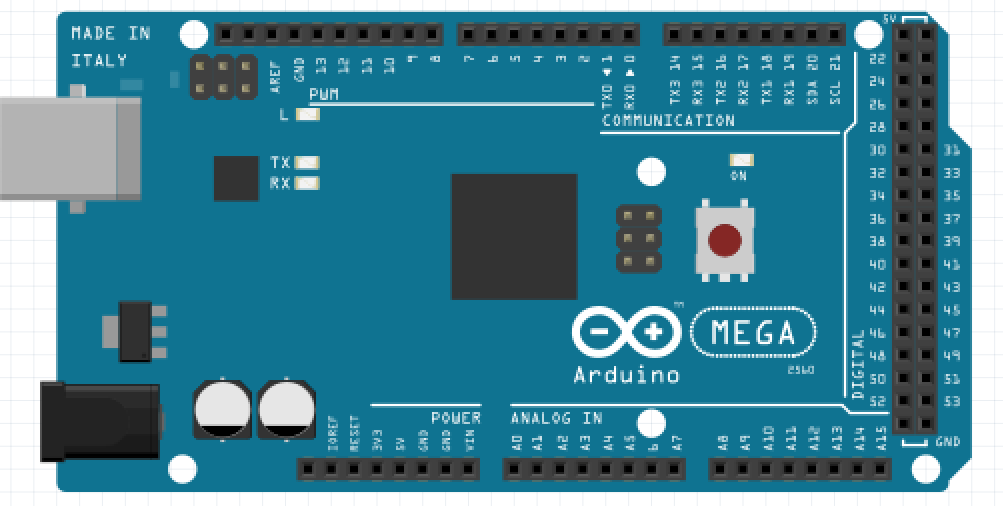 MADE IN
ITALY
AREF
GND
13
12
11
10
9
8
7
6
5
4
3
2
TX0 ◀ 1
RX0 ▶ 0
TX3 14
RX3 15
TX2 16
RX2 17
TX1 18
RX1 19
SDA 20
SCL 21
5V
PWM
COMMUNICATION
L
TX
RX
ON
22
24
26
28
30 31
32 33
34 35
36 37
38 39
40 41
42 43
44 45
46 47
48 49
50 51
52 53
GND
DIGITAL
TM
MEGA
2560
Arduino
POWER
ANALOG IN
IOREF
RESET
3V3
5V
GND
GND
VIN
A0
A1
A2
A3
A4
A5
6
A7
A8
A9
A10
A11
A12
A13
A14
A15